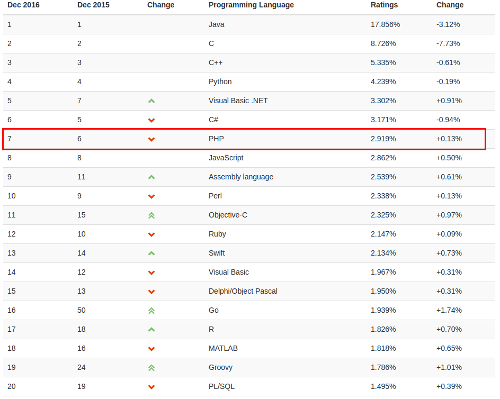 Dec 2016 Dec 2015 Change Programming Language Ratings Change
1 1 Java 17.856% -3.12%
2 2 C 8.726% -7.73%
3 3 C++ 5.335% -0.61%
4 4 Python 4.239% -0.19%
5 7 Visual Basic .NET 3.302% +0.91%
6 5 C# 3.171% -0.94%
7 6 PHP 2.919% +0.13%
8 8 JavaScript 2.862% +0.50%
9 11 Assembly language 2.539% +0.61%
10 9 Perl 2.338% +0.13%
11 15 Objective-C 2.325% +0.97%
12 10 Ruby 2.147% +0.09%
13 14 Swift 2.134% +0.73%
14 12 Visual Basic 1.967% +0.31%
15 13 Delphi/Object Pascal 1.950% +0.31%
16 50 Go 1.939% +1.74%
17 18 R 1.826% +0.70%
18 16 MATLAB 1.818% +0.65%
19 24 Groovy 1.786% +1.01%
20 19 PL/SQL 1.495% +0.39%